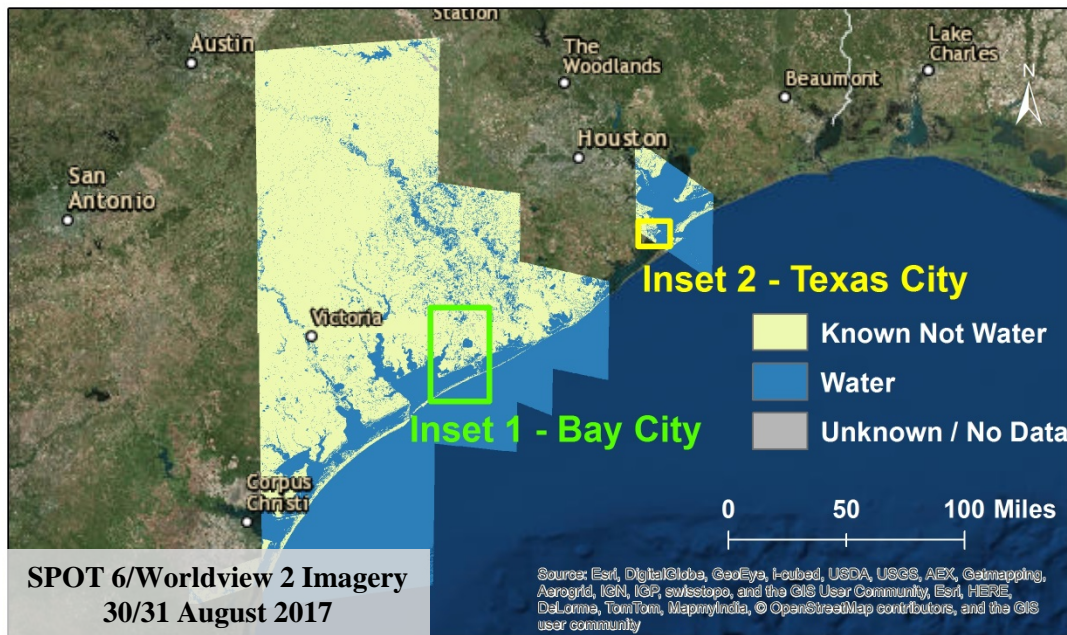 Station
Austin
The
Woodlands
Lake
Charles
Beaumont
N
Houston
San
Antonio
Inset 2 - Texas City
Victoria
Known Not Water
Water
Inset 1 - Bay City
Unknown / No Data
Corpus
Christi
0 50 100 Miles
SPOT 6/Worldview 2 Imagery
30/31 August 2017
Source: Esri, DigitalGlobe, GeoEye, i-cubed, USDA, USGS, AEX, Getmapping,
Aerogrid, IGN, IGP, swisstopo, and the GIS User Community, Esri, HERE,
DeLorme, TomTom, MapmyIndia, © OpenStreetMap contributors, and the GIS
user community